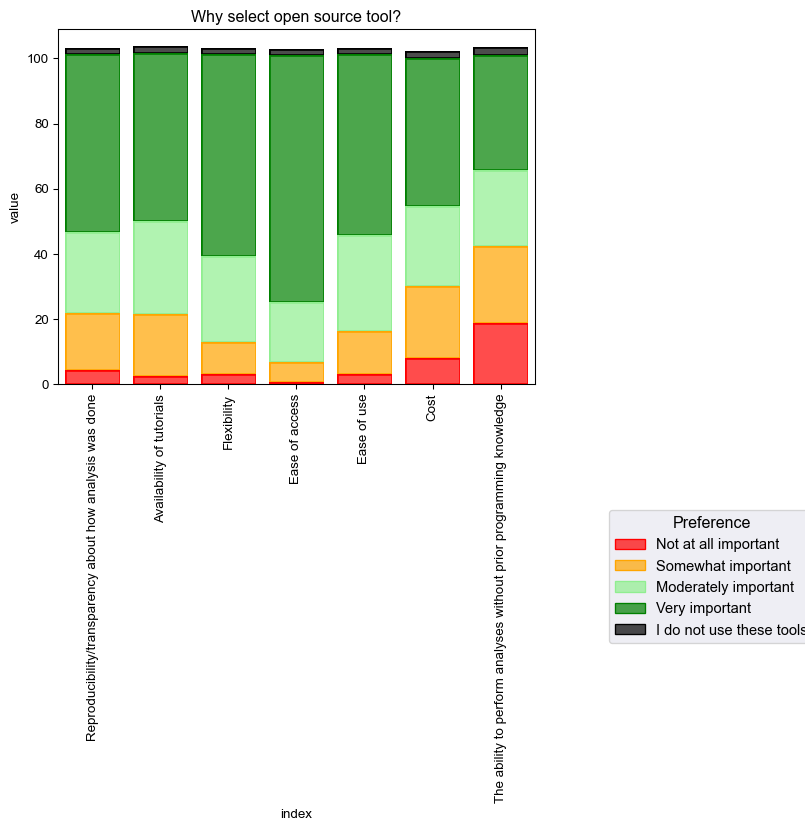 Why select open source tool?
value
100
80
60
40
20
0
Reproducibility/transparency about how analysis was done
Availability of tutorials
Flexibility
Ease of access
Ease of use
Cost
The ability to perform analyses without prior programming knowledge
index
Preference
Not at all important
Somewhat important
Moderately important
Very important
I do not use these tools